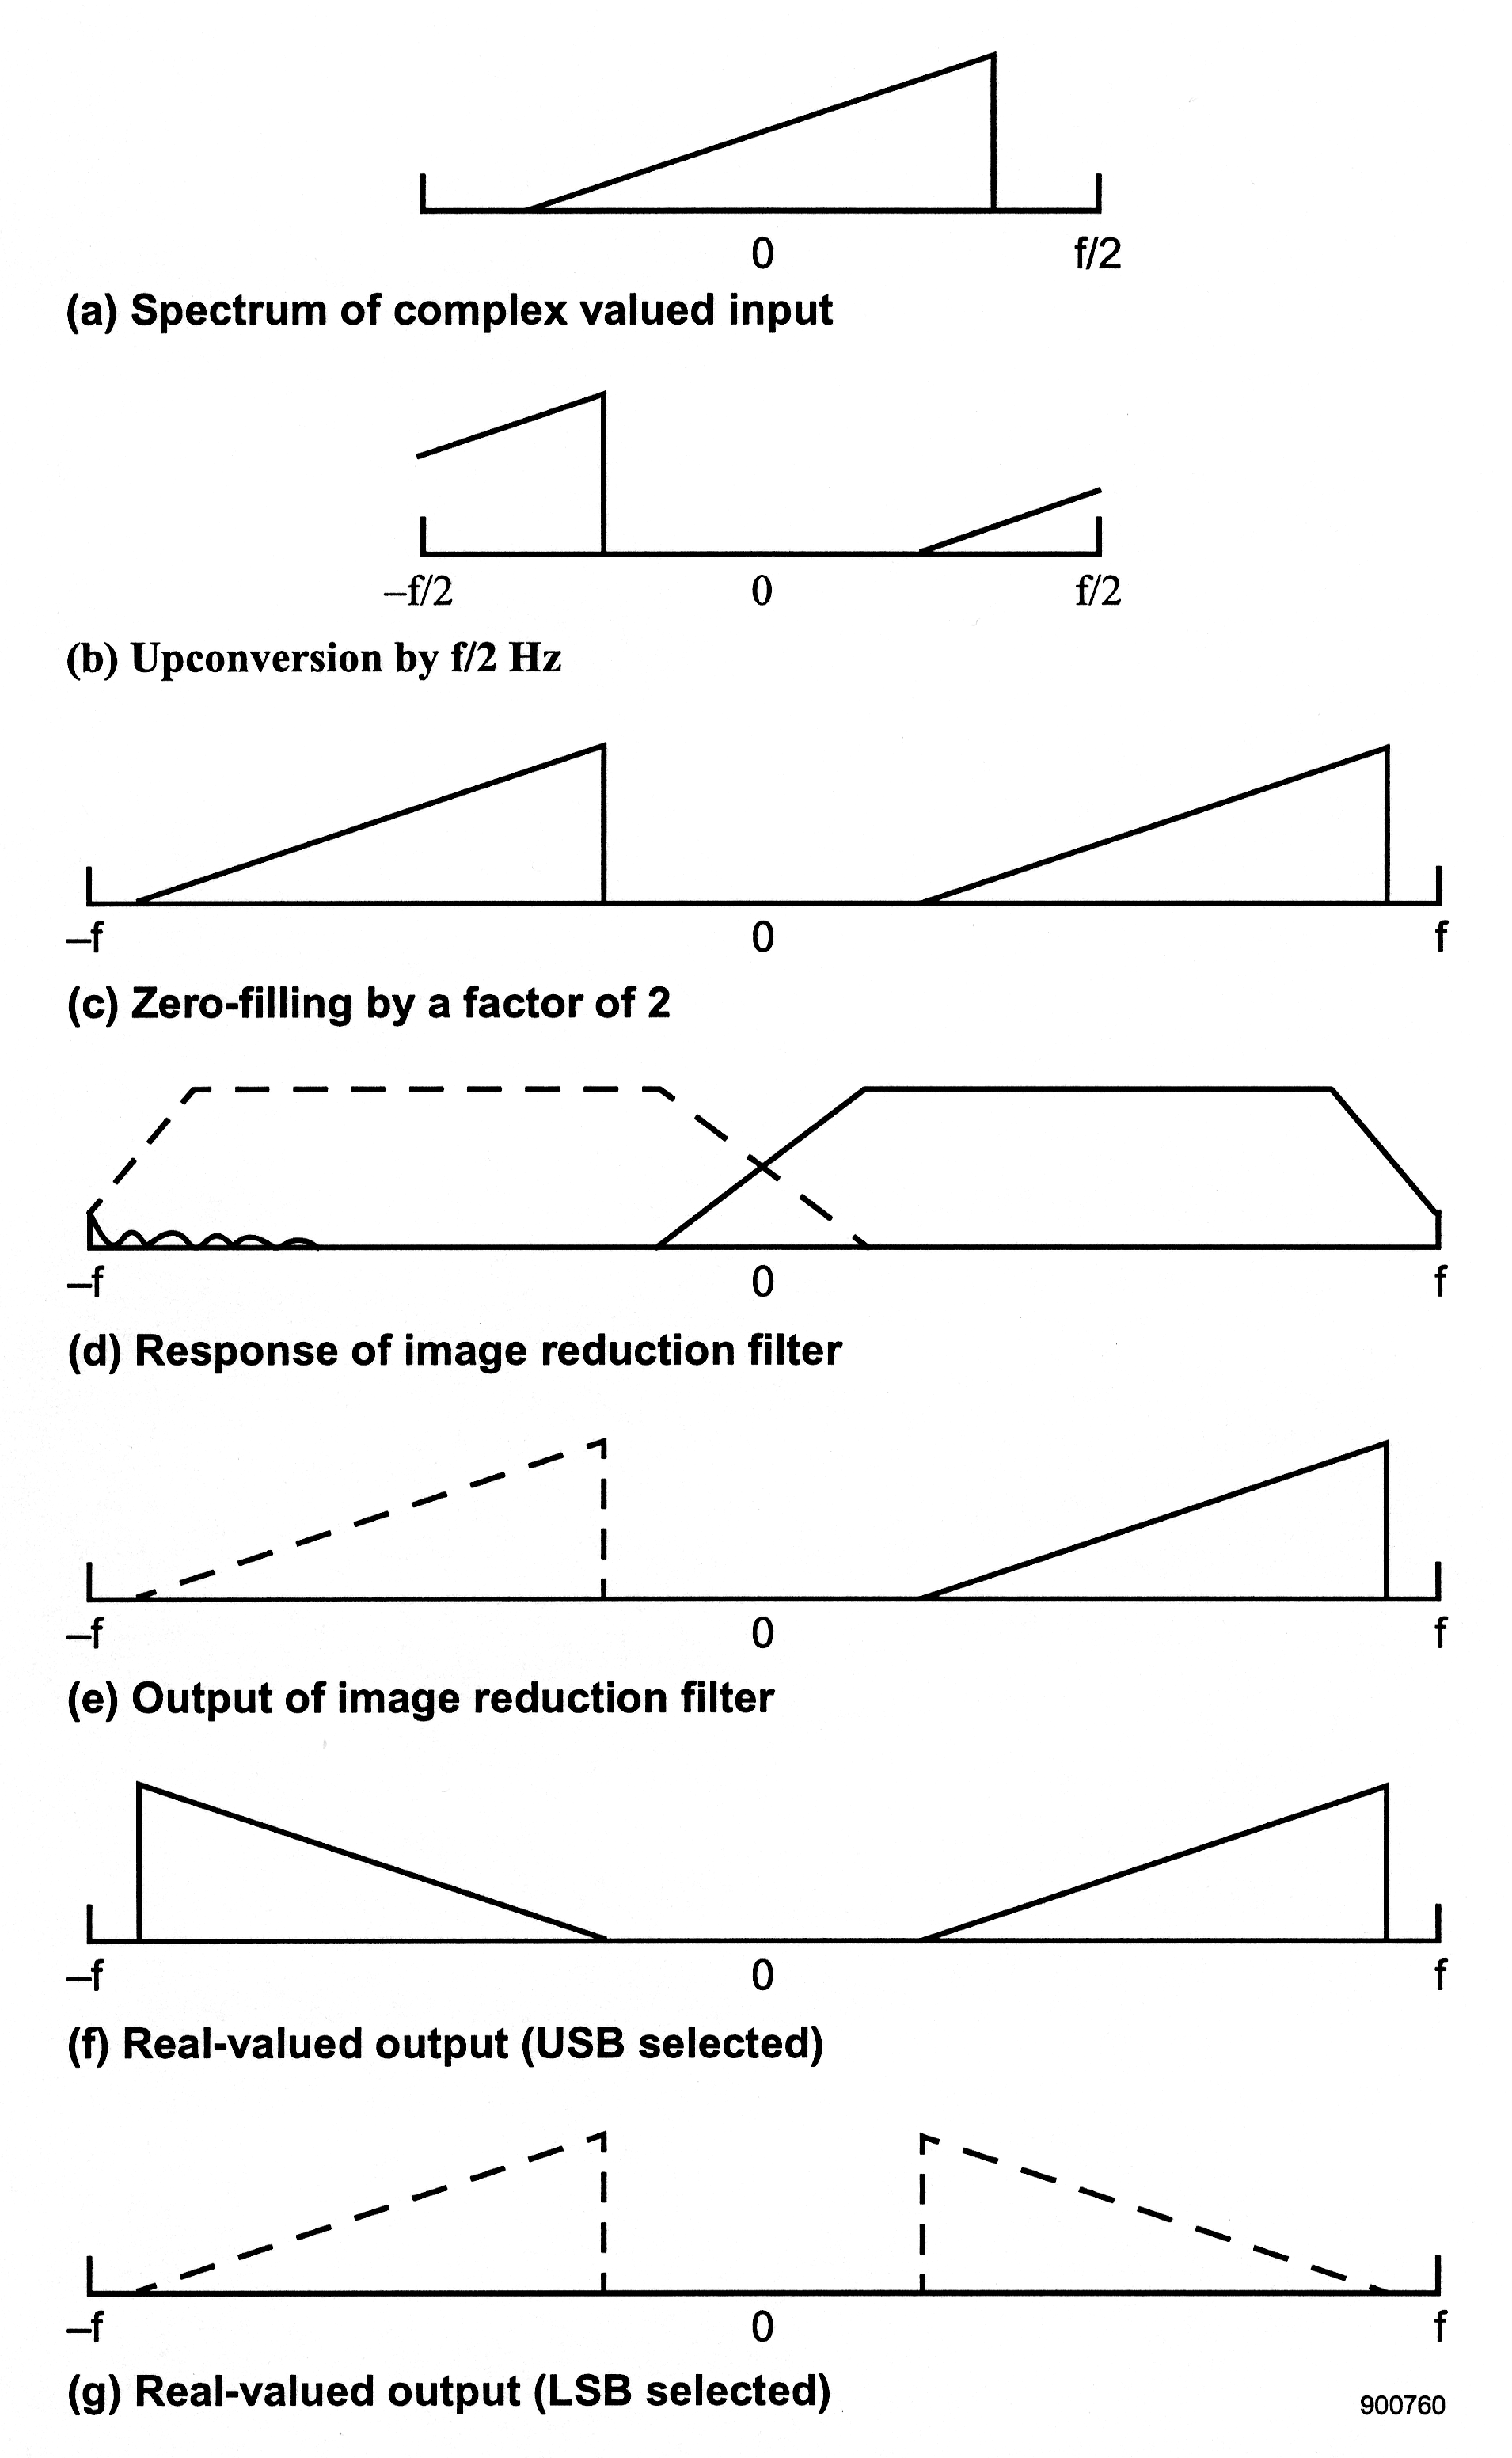 0 f/2
(a) Spectrum of complex valued input
–f/2 0 f/2
(b) Upconversion by f/2 Hz
–f 0 f
(c) Zero-filling by a factor of 2
–f 0 f
(d) Response of image reduction filter
–f 0 f
(e) Output of image reduction filter
–f 0 f
(f) Real-valued output (USB selected)
–f 0 f
(g) Real-valued output (LSB selected)
900760